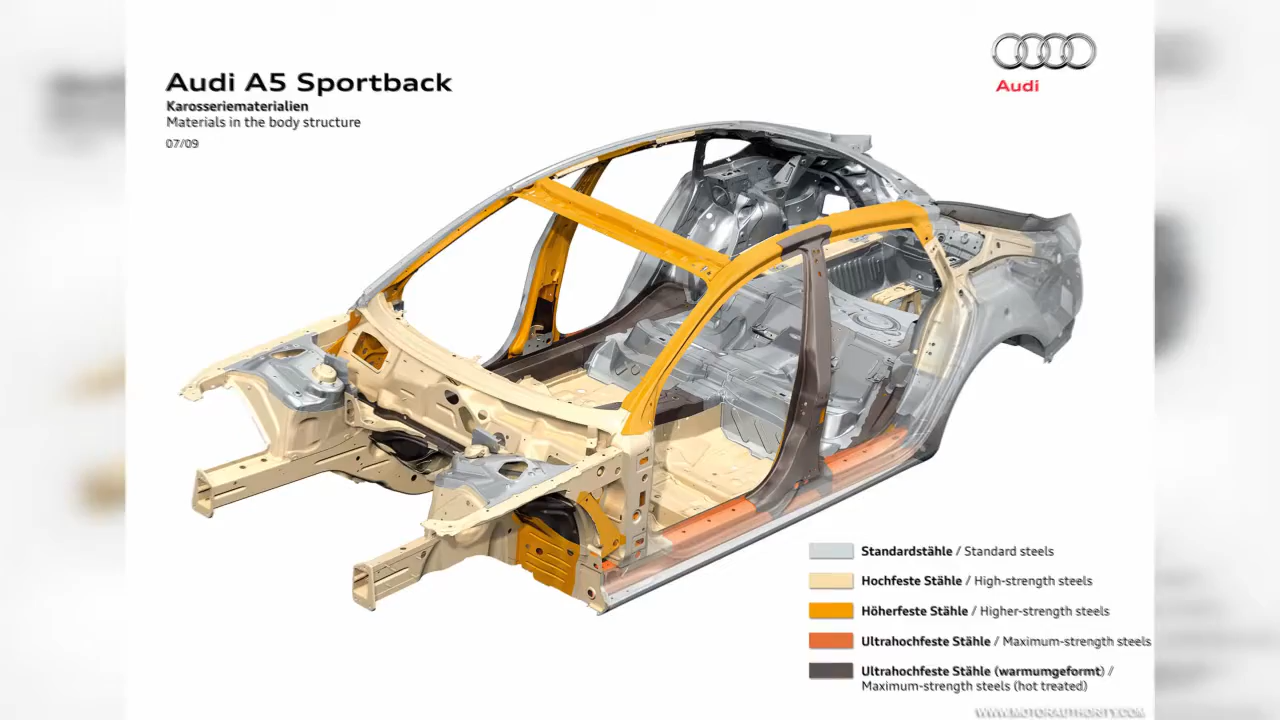 Audi A5 Sportback
Karosseriematerialien
Materials in the body structure
07/09
Audi
Standardstähle / Standard steels
Hochfeste Stähle / High-strength steels
Höherfeste Stähle / Higher-strength steels
Ultrahochfeste Stähle / Maximum-strength steels
Ultrahochfeste Stähle (warmumgeformt) /
Maximum-strength steels (hot treated)
WWW.MOTORAUTHORITY.COM